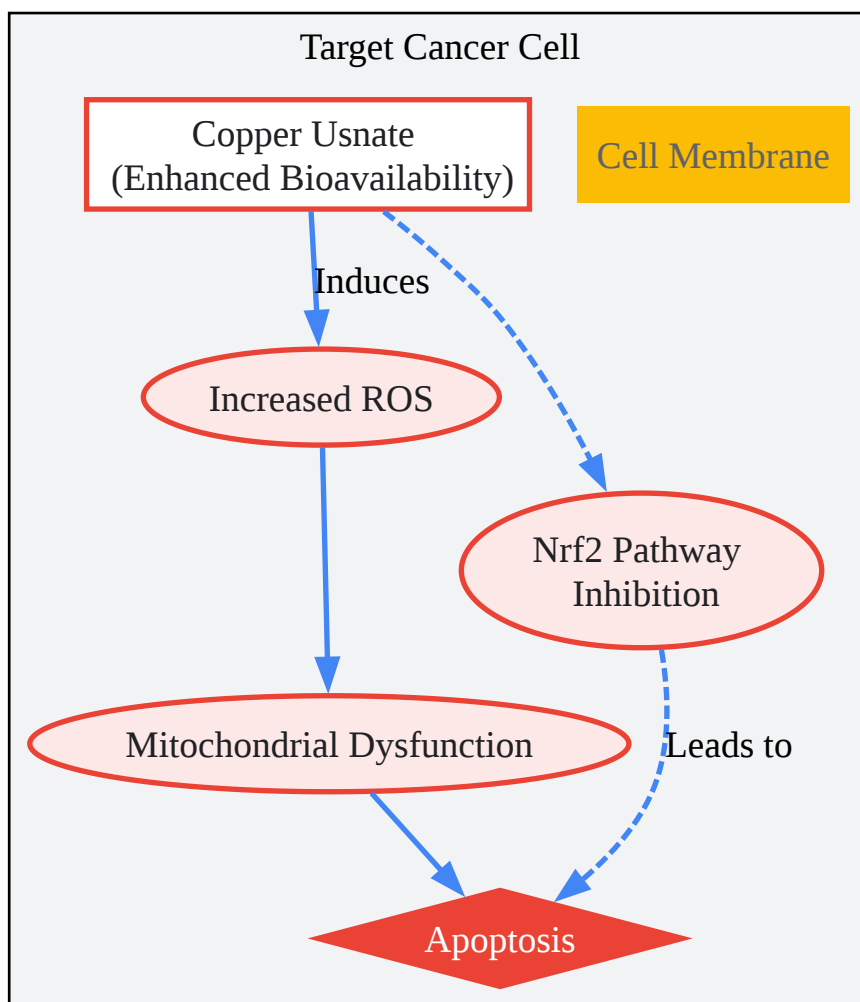 Target Cancer Cell
Copper Usnate
(Enhanced Bioavailability)
Cell Membrane
Induces
Increased ROS
Nrf2 Pathway
Inhibition
Mitochondrial Dysfunction
Leads to
Apoptosis